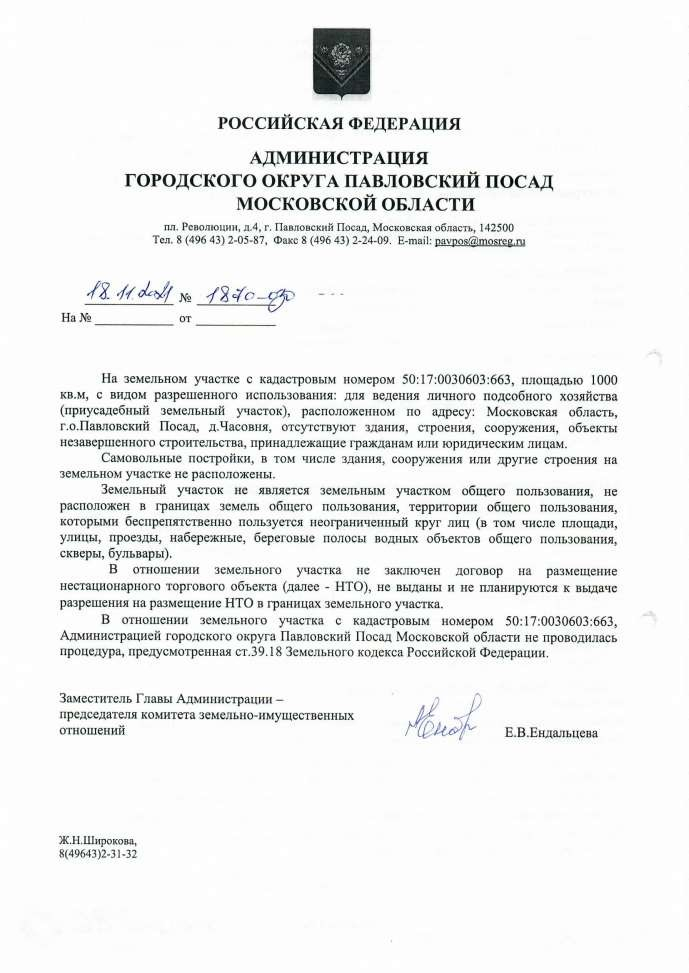 РОССИЙСКАЯ ФЕДЕРАЦИЯ
АДМИНИСТРАЦИЯ
ГОРОДСКОГО ОКРУГА ПАВЛОВСКИЙ ПОСАД
МОСКОВСКОЙ ОБЛАСТИ
пл. Революции, д.4, г. Павловский Посад, Московская область, 142500
Тел. 8 (496 43) 2-05-87, Факс 8 (496 43) 2-24-09. E-mail: pavpos@mosreg.ru
18.11.2021 № 1870-
На № ____________ от ____________
На земельном участке с кадастровым номером 50:17:0030603:663, площадью 1000
кв.м, с видом разрешенного использования: для ведения личного подсобного хозяйства
(приусадебный земельный участок), расположенном по адресу: Московская область,
г.о.Павловский Посад, д.Часовня, отсутствуют здания, строения, сооружения, объекты
незавершенного строительства, принадлежащие гражданам или юридическим лицам.
Самовольные постройки, в том числе здания, сооружения или другие строения на
земельном участке не расположены.
Земельный участок не является земельным участком общего пользования, не
расположен в границах земель общего пользования, территории общего пользования,
которыми беспрепятственно пользуется неограниченный круг лиц (в том числе площади,
улицы, проезды, набережные, береговые полосы водных объектов общего пользования,
скверы, бульвары).
В отношении земельного участка не заключен договор на размещение
нестационарного торгового объекта (далее - НТО), не выданы и не планируются к выдаче
разрешения на размещение НТО в границах земельного участка.
В отношении земельного участка с кадастровым номером 50:17:0030603:663,
Администрацией городского округа Павловский Посад Московской области не проводилась
процедура, предусмотренная ст.39.18 Земельного кодекса Российской Федерации.
Заместитель Главы Администрации –
председателя комитета земельно-имущественных
отношений
Е.В.Ендальцева
Ж.Н.Широкова,
8(49643)2-31-32